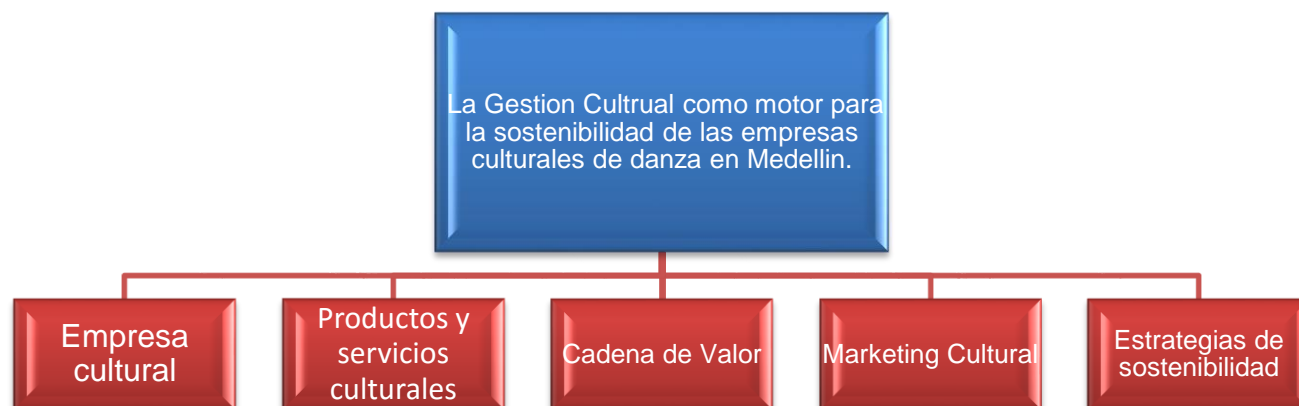 La Gestion Cultrual como motor para
la sostenibilidad de las empresas
culturales de danza en Medellin.
Empresa
cultural
Productos y
servicios
culturales
Cadena de Valor
Marketing Cultural
Estrategias de
sostenibilidad